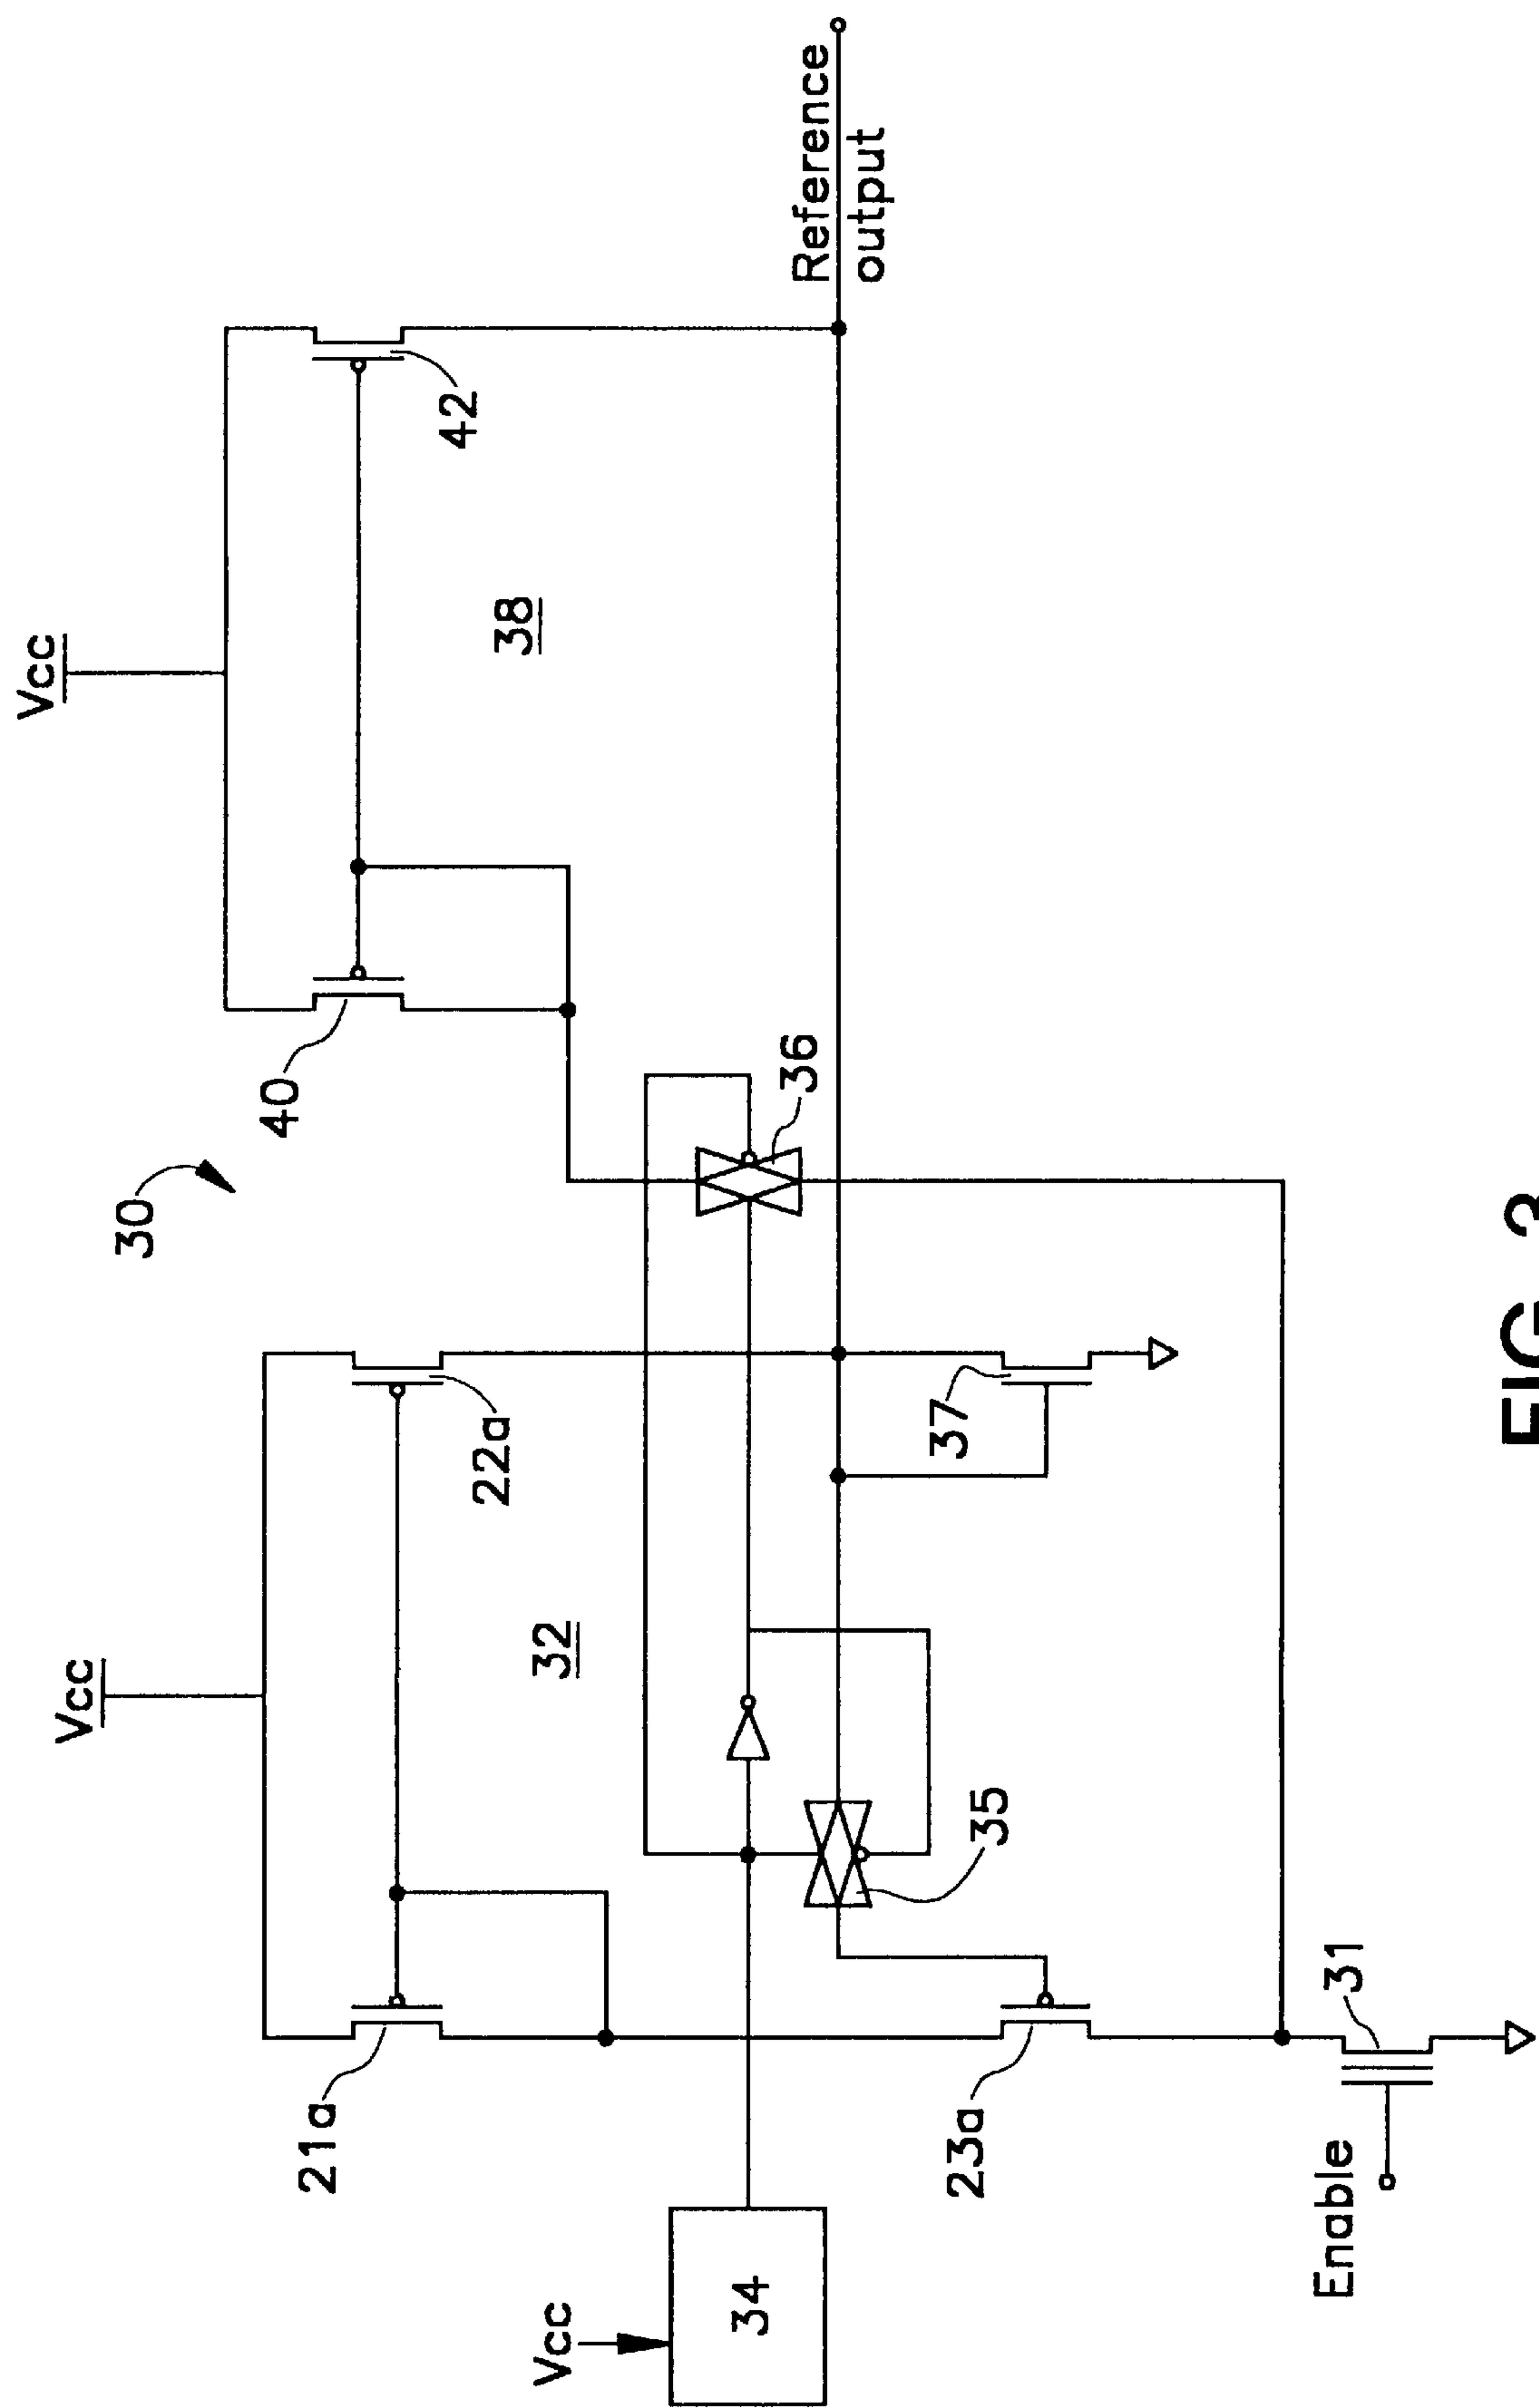 Vcc
Vcc
30
40
21a
42
22a
38
32
Vcc
34
36
Reference
output
37
23a
35
Enable
31
FIG